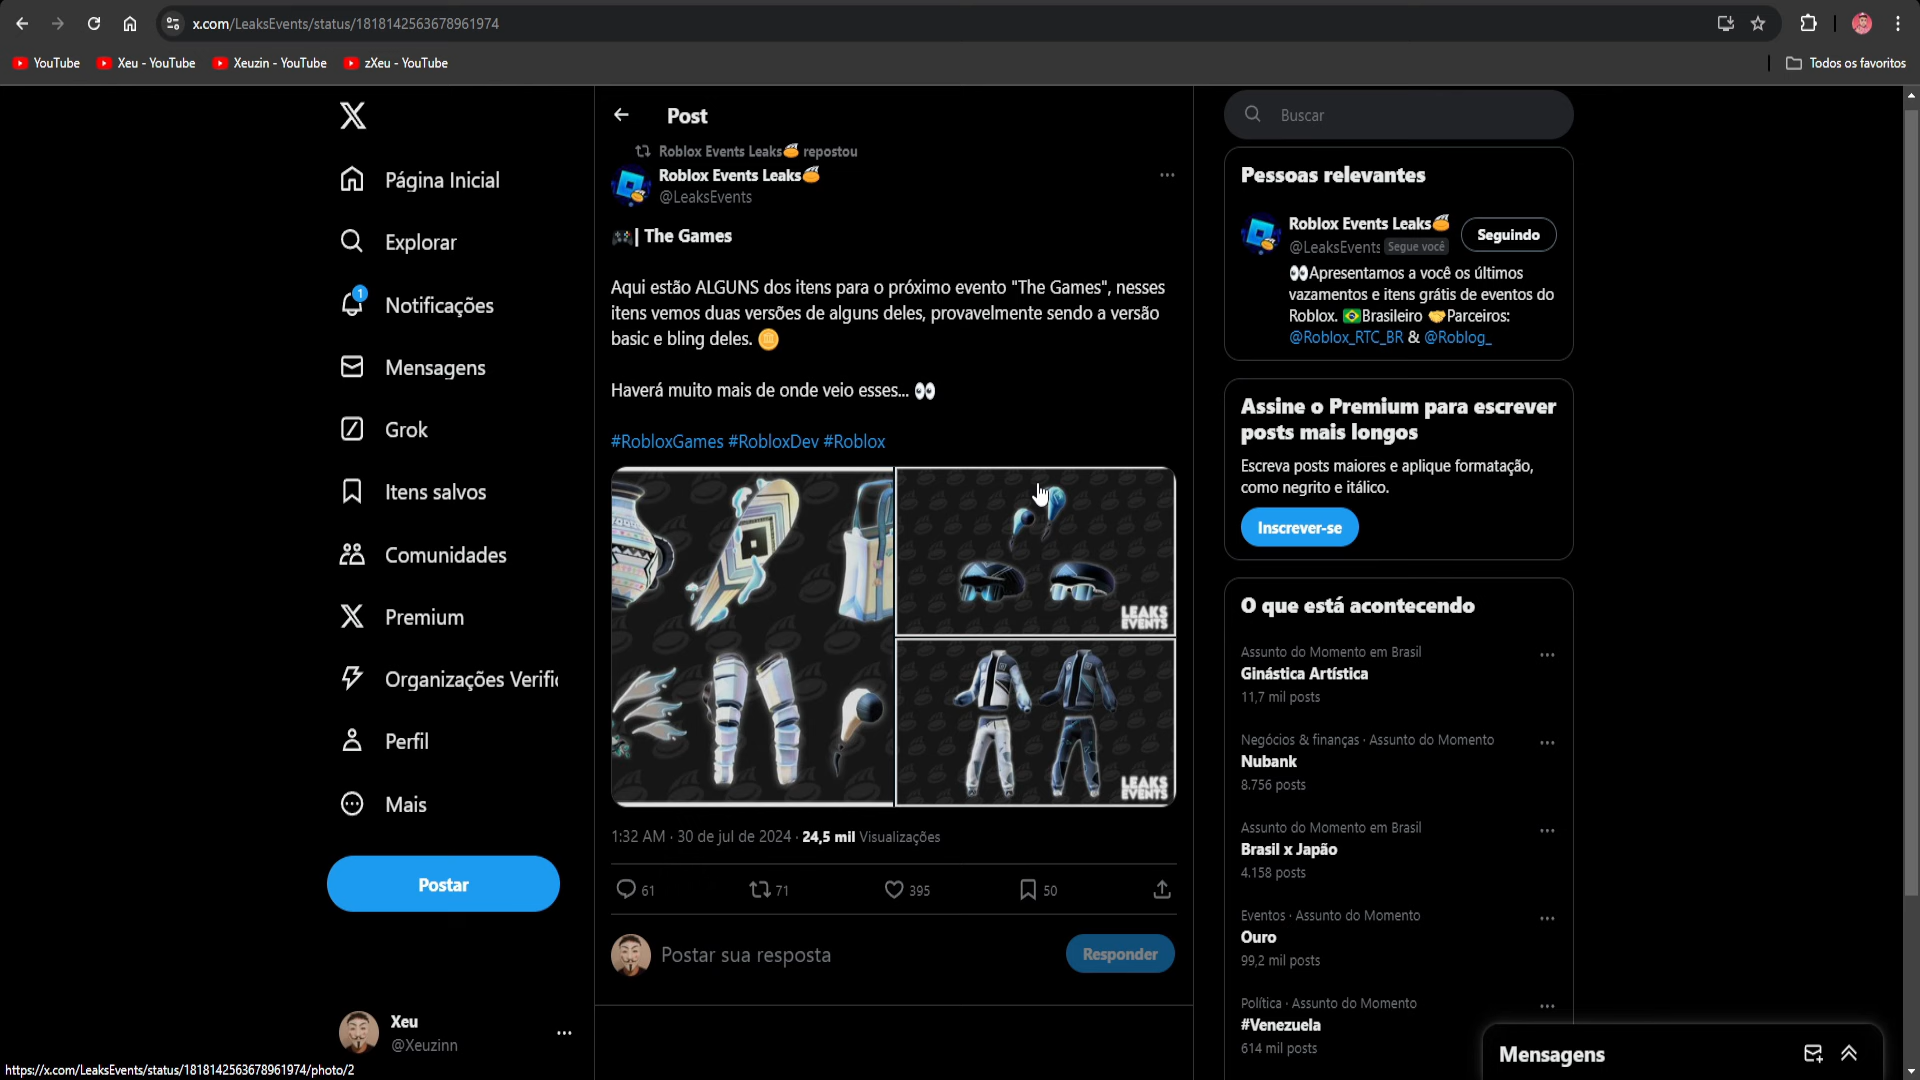 x.com/LeaksEvents/status/1818142563678961974
YouTube
Xeu - YouTube
Xeuzin - YouTube
zXeu - YouTube
Todos os favoritos
Página Inicial
Explorar
1
Notificações
Mensagens
Grok
Itens salvos
Comunidades
Premium
Organizações Verific
Perfil
Mais
Postar
Xeu
@Xeuzinn
https://x.com/LeaksEvents/status/1818142563678961974/photo/2
Post
Roblox Events Leaks repostou
Roblox Events Leaks
@LeaksEvents
| The Games
Aqui estão ALGUNS dos itens para o próximo evento "The Games", nesses
itens vemos duas versões de alguns deles, provavelmente sendo a versão
basic e bling deles.
Haverá muito mais de onde veio esses...
#RobloxGames #RobloxDev #Roblox
LEAKS
EVENTS
LEAKS
EVENTS
1:32 AM · 30 de jul de 2024 · 24,5 mil Visualizações
61
71
395
50
Postar sua resposta
Responder
Buscar
Pessoas relevantes
Roblox Events Leaks
@LeaksEvents Segue você
Seguindo
Apresentamos a você os últimos
vazamentos e itens grátis de eventos do
Roblox. Brasileiro Parceiros:
@Roblox_RTC_BR & @Roblog_
Assine o Premium para escrever
posts mais longos
Escreva posts maiores e aplique formatação,
como negrito e itálico.
Inscrever-se
O que está acontecendo
Assunto do Momento em Brasil
Ginástica Artística
11,7 mil posts
Negócios & finanças · Assunto do Momento
Nubank
8.756 posts
Assunto do Momento em Brasil
Brasil x Japão
4.158 posts
Eventos · Assunto do Momento
Ouro
99,2 mil posts
Política · Assunto do Momento
#Venezuela
614 mil posts
Mensagens